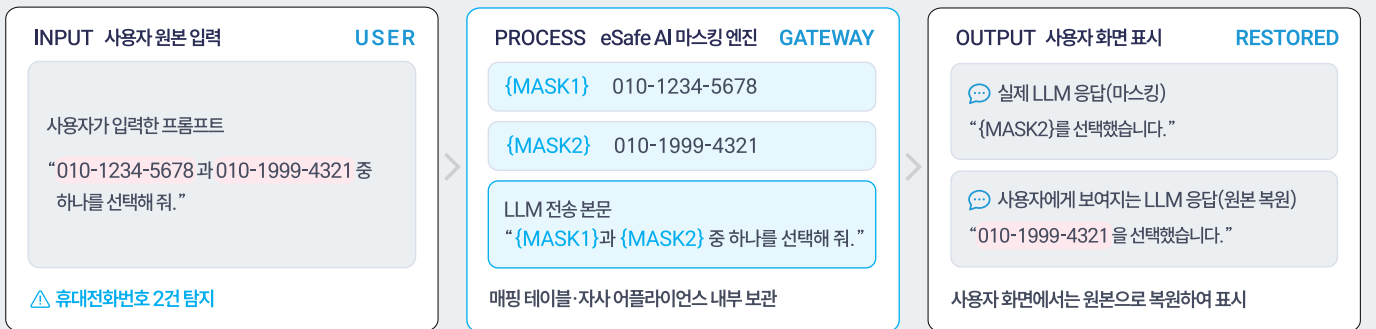 INPUT 사용자 원본 입력 USER
사용자가 입력한 프롬프트
“010-1234-5678 과 010-1999-4321 중
하나를 선택해 줘.”
휴대전화번호 2건 탐지
PROCESS eSafe AI 마스킹 엔진 GATEWAY
{MASK1} 010-1234-5678
{MASK2} 010-1999-4321
LLM 전송 본문
“{MASK1}과 {MASK2} 중 하나를 선택해 줘.”
매핑 테이블·자사 어플라이언스 내부 보관
OUTPUT 사용자 화면 표시 RESTORED
실제 LLM 응답(마스킹)
“{MASK2}를 선택했습니다.”
사용자에게 보여지는 LLM 응답(원본 복원)
“010-1999-4321 을 선택했습니다.”
사용자 화면에서는 원본으로 복원하여 표시